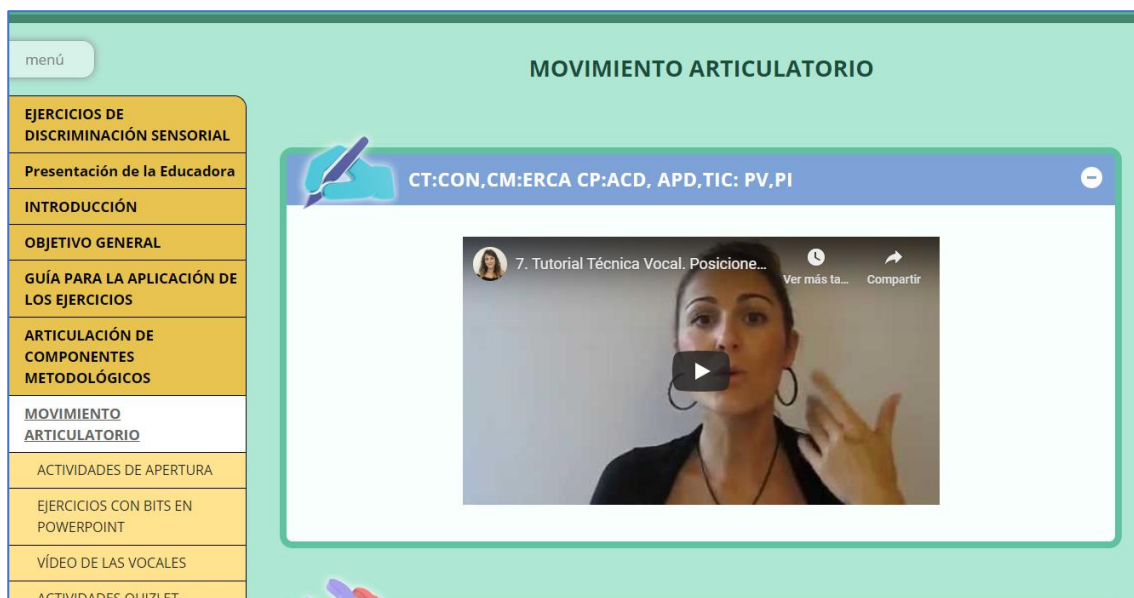 menú
MOVIMIENTO ARTICULATORIO
EJERCICIOS DE
DISCRIMINACIÓN SENSORIAL
Presentación de la Educadora
INTRODUCCIÓN
OBJETIVO GENERAL
GUÍA PARA LA APLICACIÓN DE
LOS EJERCICIOS
ARTICULACIÓN DE
COMPONENTES
METODOLÓGICOS
MOVIMIENTO
ARTICULATORIO
ACTIVIDADES DE APERTURA
EJERCICIOS CON BITS EN
POWERPOINT
VÍDEO DE LAS VOCALES
ACTIVIDADES QUIZLET
CT:CON,CM:ERCA CP:ACD, APD,TIC: PV,PI
7. Tutorial Técnica Vocal. Posicione...
Ver más ta...
Compartir